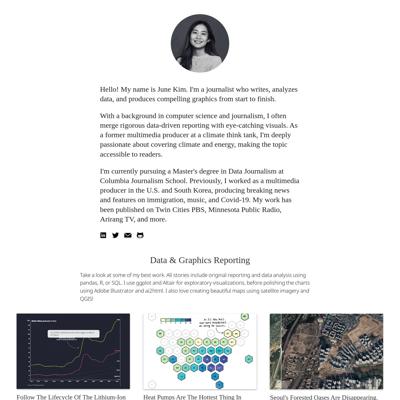 Hello! My name is June Kim. I'm a journalist who writes, analyzes
data, and produces compelling graphics from start to finish.
With a background in computer science and journalism, I often
merge rigorous data-driven reporting with eye-catching visuals. As
a former multimedia producer at a climate think tank, I'm deeply
passionate about covering climate and energy, making the topic
accessible to readers.
I'm currently pursuing a Master's degree in Data Journalism at
Columbia Journalism School. Previously, I worked as a multimedia
producer in the U.S. and South Korea, producing breaking news
and features on immigration, music, and Covid-19. My work has
been published on Twin Cities PBS, Minnesota Public Radio,
Arirang TV, and more.
Data & Graphics Reporting
Take a look at some of my best work. All stories include original reporting and data analysis using
pandas, R, or SQL. I use ggplot and Altair for exploratory visualizations, before polishing the charts
using Adobe Illustrator and ai2html. I also love creating beautiful maps using satellite imagery and
QGIS!
Follow The Lifecycle Of The Lithium-Ion
Heat Pumps Are The Hottest Thing In
Seoul's Forested Oases Are Disappearing.